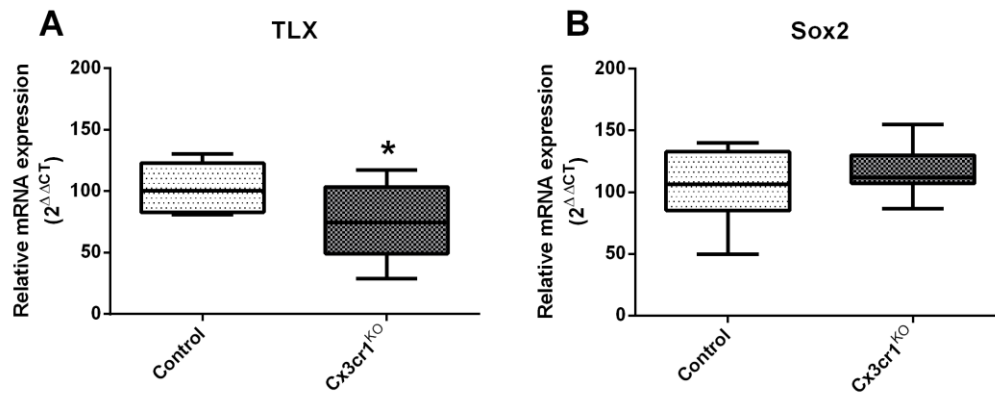 A
TLX
Relative mRNA expression
(2^ΔΔCT)
200
150
100
50
0
*
Control
Cx3cr1^KO
B
Sox2
Relative mRNA expression
(2^ΔΔCT)
200
150
100
50
0
Control
Cx3cr1^KO